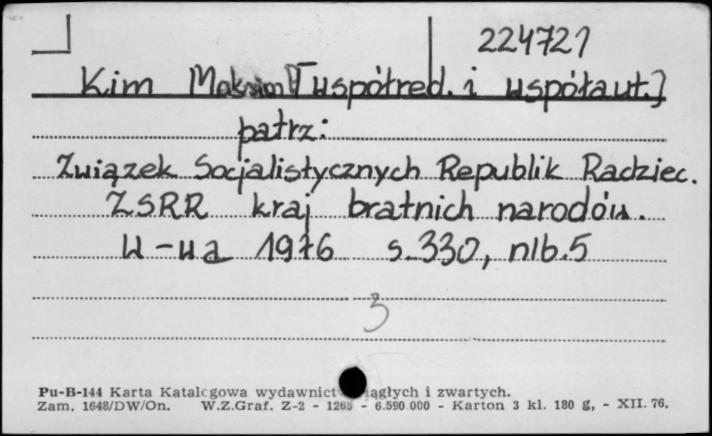 224721
Kim Maksim [współred. i współaut.]
patrz:
Związek Socjalistycznych Republik Radziec.
ZSRR kraj bratnich narodów.
W-wa 1976 s.330, nlb.5
3
Pu-B-144 Karta Katalogowa wydawnict ągłych i zwartych.
Zam. 1648/DW/On. W.Z.Graf. Z-2 - 1265 - 6.590.000 - Karton 3 kl. 180 g, - XII. 76.